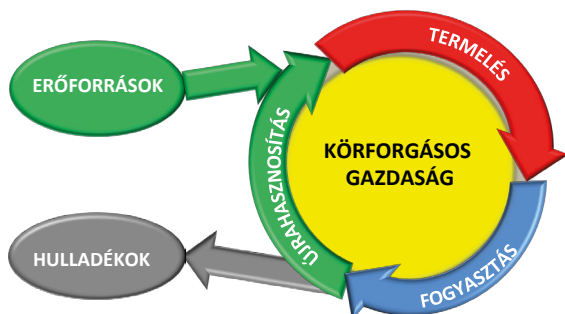 ERŐFORRÁSOK
TERMELÉS
KÖRFORGÁSOS
GAZDASÁG
ÚJRAHASZNOSÍTÁS
HULLADÉKOK
FOGYASZTÁS